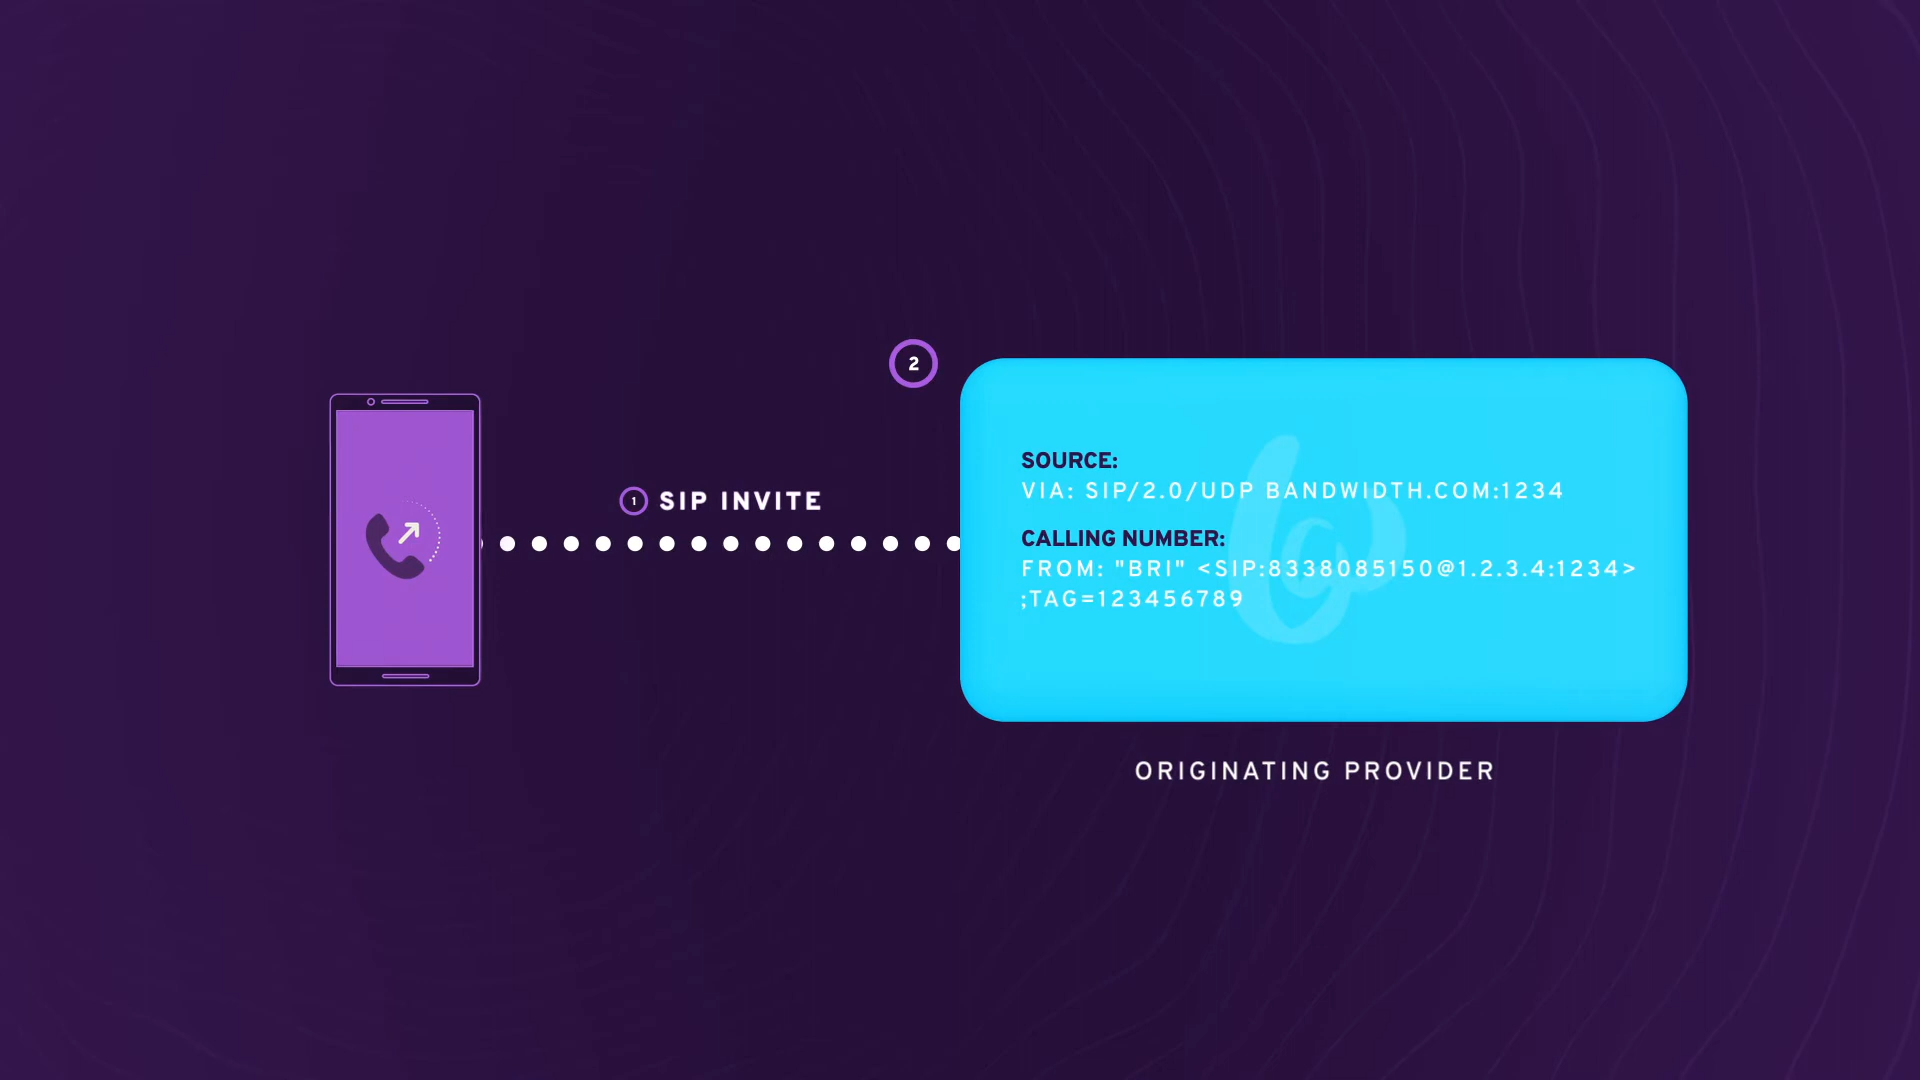 2
1 SIP INVITE
SOURCE:
VIA: SIP/2.0/UDP BANDWIDTH.COM:1234
CALLING NUMBER:
FROM: "BRI" <SIP:8338085150@1.2.3.4:1234>
;TAG=123456789
ORIGINATING PROVIDER